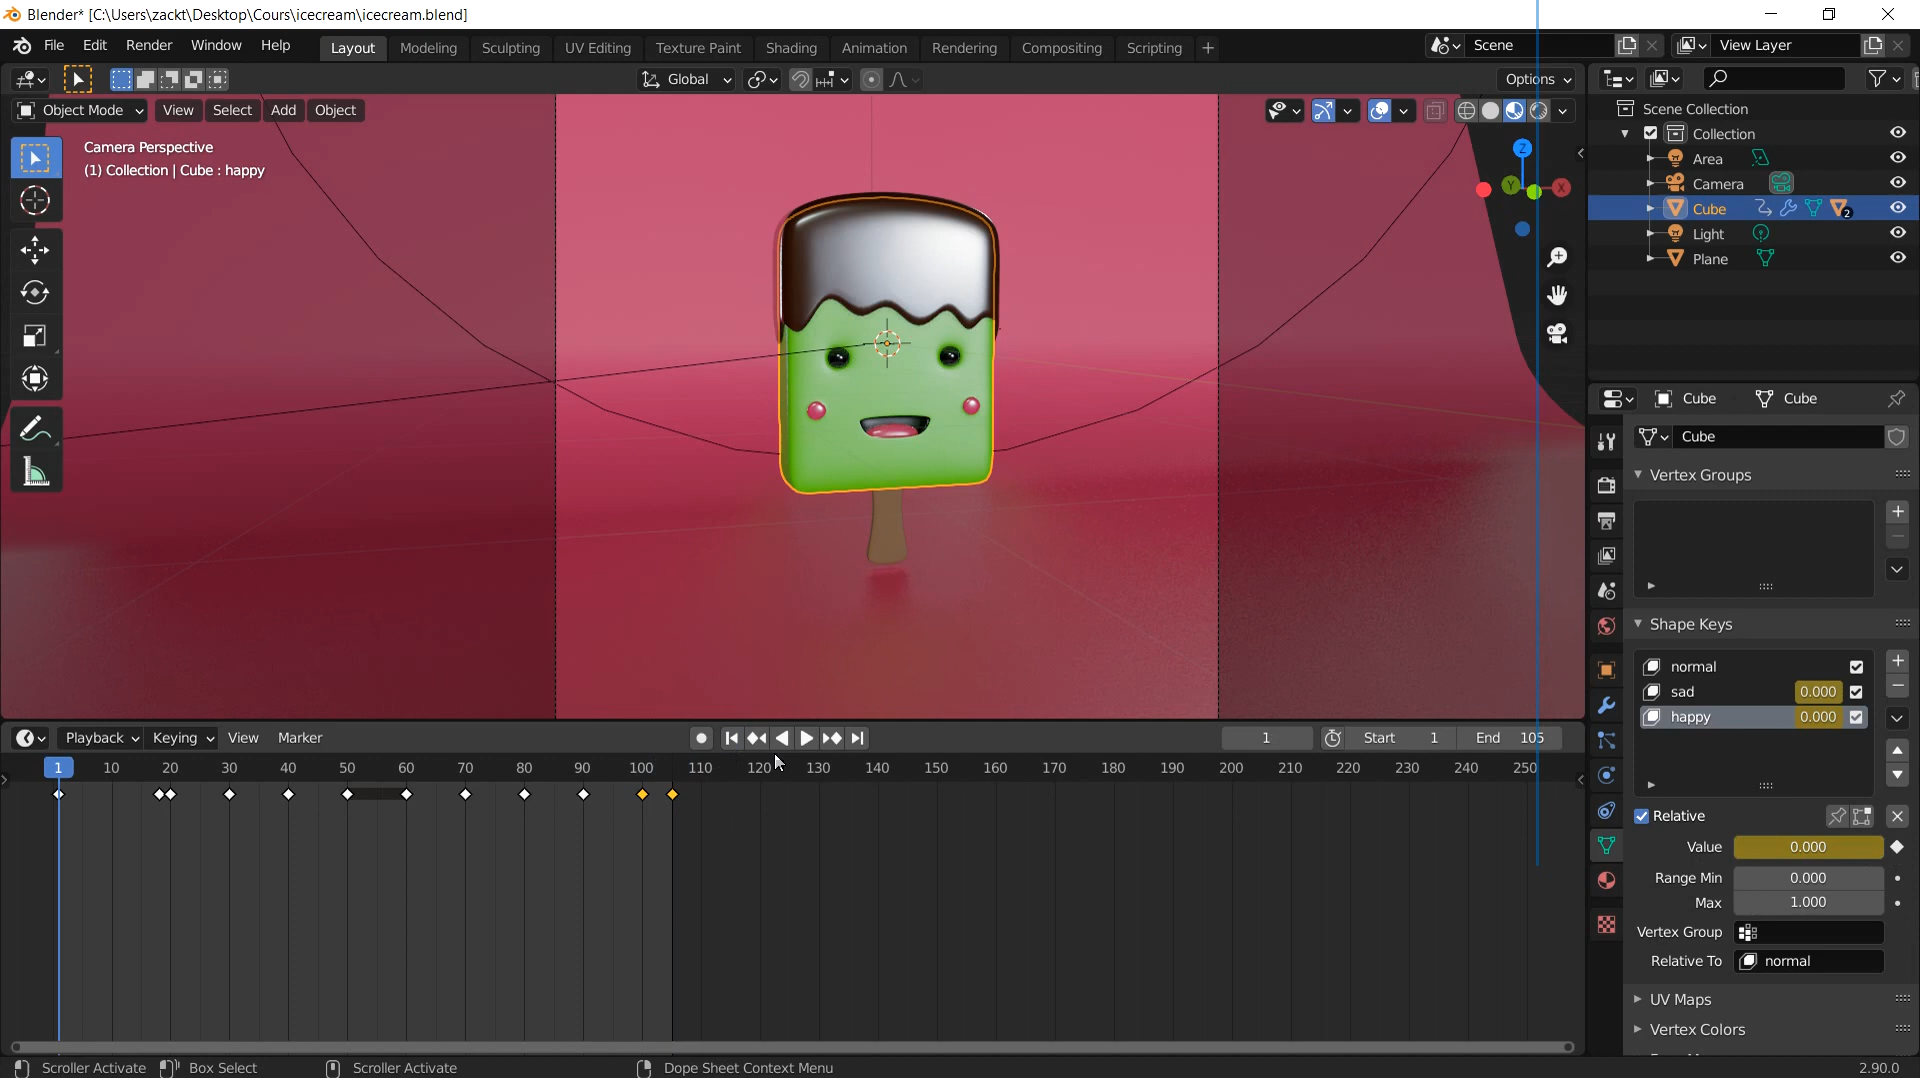 Blender* [C:\Users\zackt\Desktop\Cours\icecream\icecream.blend]
File Edit Render Window Help Layout Modeling Sculpting UV Editing Texture Paint Shading Animation Rendering Compositing Scripting + Scene View Layer
Global Options
Object Mode View Select Add Object
Camera Perspective
(1) Collection | Cube : happy
Z
Y X
Scene Collection
Collection
Area
Camera
Cube 2
Light
Plane
Cube Cube
Cube
Vertex Groups
Shape Keys
normal
sad 0.000
happy 0.000
Relative
Value 0.000
Range Min 0.000
Max 1.000
Vertex Group
Relative To normal
UV Maps
Vertex Colors
Playback Keying View Marker 1 Start 1 End 105
1 10 20 30 40 50 60 70 80 90 100 110 120 130 140 150 160 170 180 190 200 210 220 230 240 250
Scroller Activate Box Select Scroller Activate Dope Sheet Context Menu 2.90.0